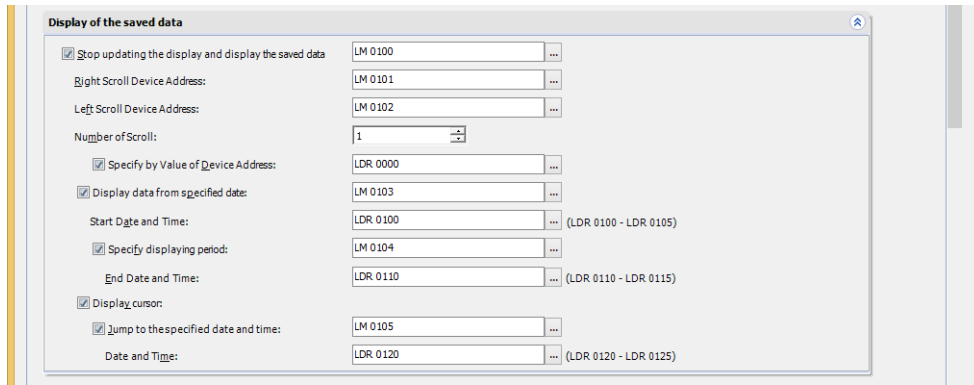 Display of the saved data
Stop updating the display and display the saved data LM 0100 ...
Right Scroll Device Address: LM 0101 ...
Left Scroll Device Address: LM 0102 ...
Number of Scroll: 1
Specify by Value of Device Address: LDR 0000 ...
Display data from specified date: LM 0103 ...
Start Date and Time: LDR 0100 ... (LDR 0100 - LDR 0105)
Specify displaying period: LM 0104 ...
End Date and Time: LDR 0110 ... (LDR 0110 - LDR 0115)
Display cursor:
Jump to the specified date and time: LM 0105 ...
Date and Time: LDR 0120 ... (LDR 0120 - LDR 0125)